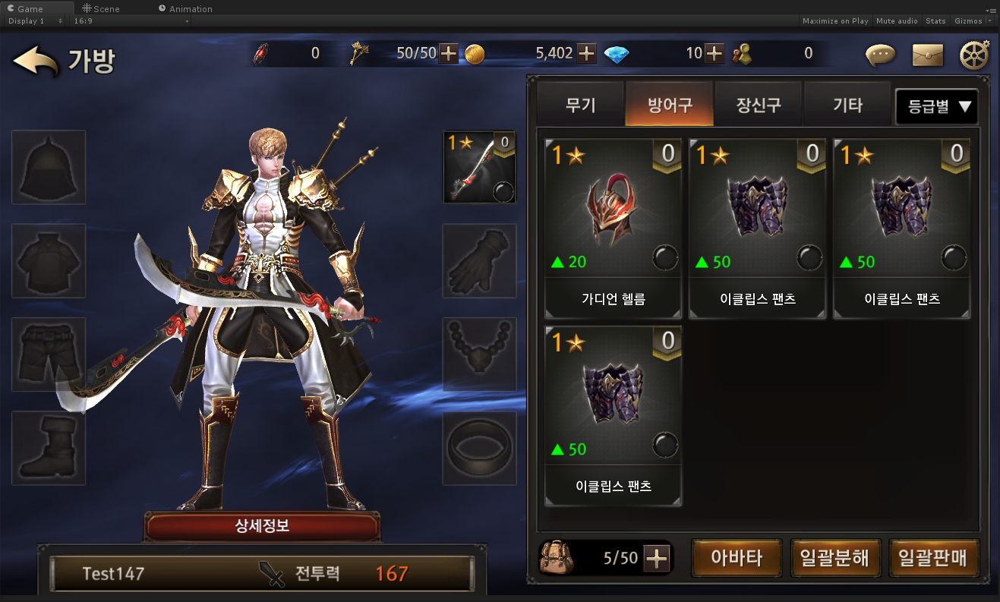 Game Scene Animation
Display 1 16:9 Maximize on Play Mute audio Stats Gizmos
가방 0 50/50 5,402 10 0
무기 방어구 장신구 기타 등급별 ▼
1 0
1 0 1 0 1 0
▲ 20 ▲ 50 ▲ 50
가디언 헬름 이클립스 팬츠 이클립스 팬츠
1 0
▲ 50
이클립스 팬츠
상세정보
Test147 전투력 167
5/50 아바타 일괄분해 일괄판매